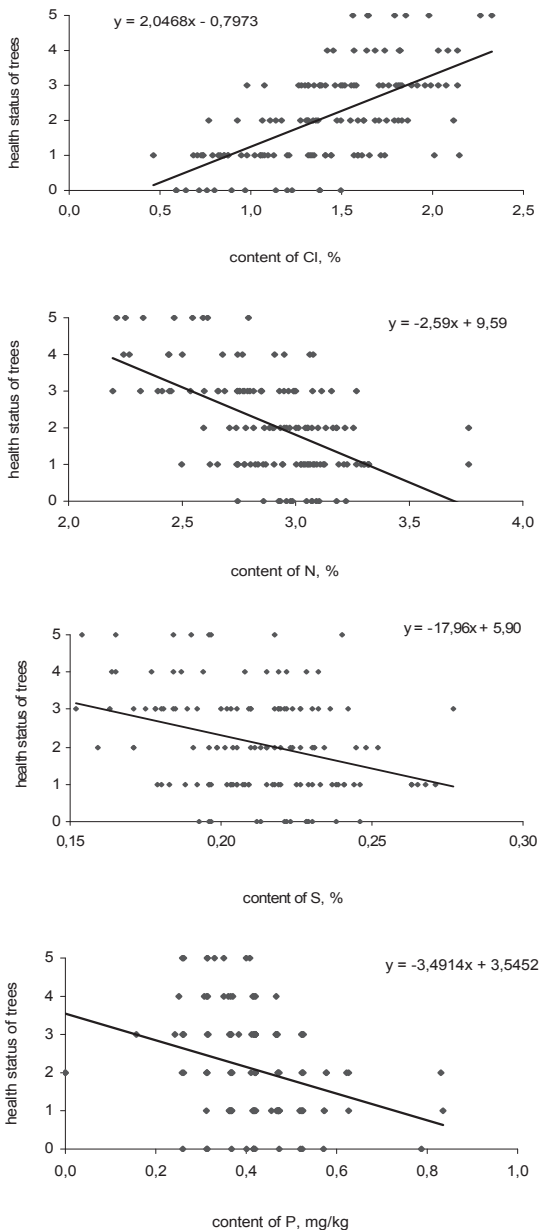 y = 2,0468x - 0,7973
health status of trees
5
4
3
2
1
0
0,0 0,5 1,0 1,5 2,0 2,5
content of Cl, %
y = -2,59x + 9,59
health status of trees
5
4
3
2
1
0
2,0 2,5 3,0 3,5 4,0
content of N, %
y = -17,96x + 5,90
health status of trees
5
4
3
2
1
0
0,15 0,20 0,25 0,30
content of S, %
y = -3,4914x + 3,5452
health status of trees
5
4
3
2
1
0
0,0 0,2 0,4 0,6 0,8 1,0
content of P, mg/kg